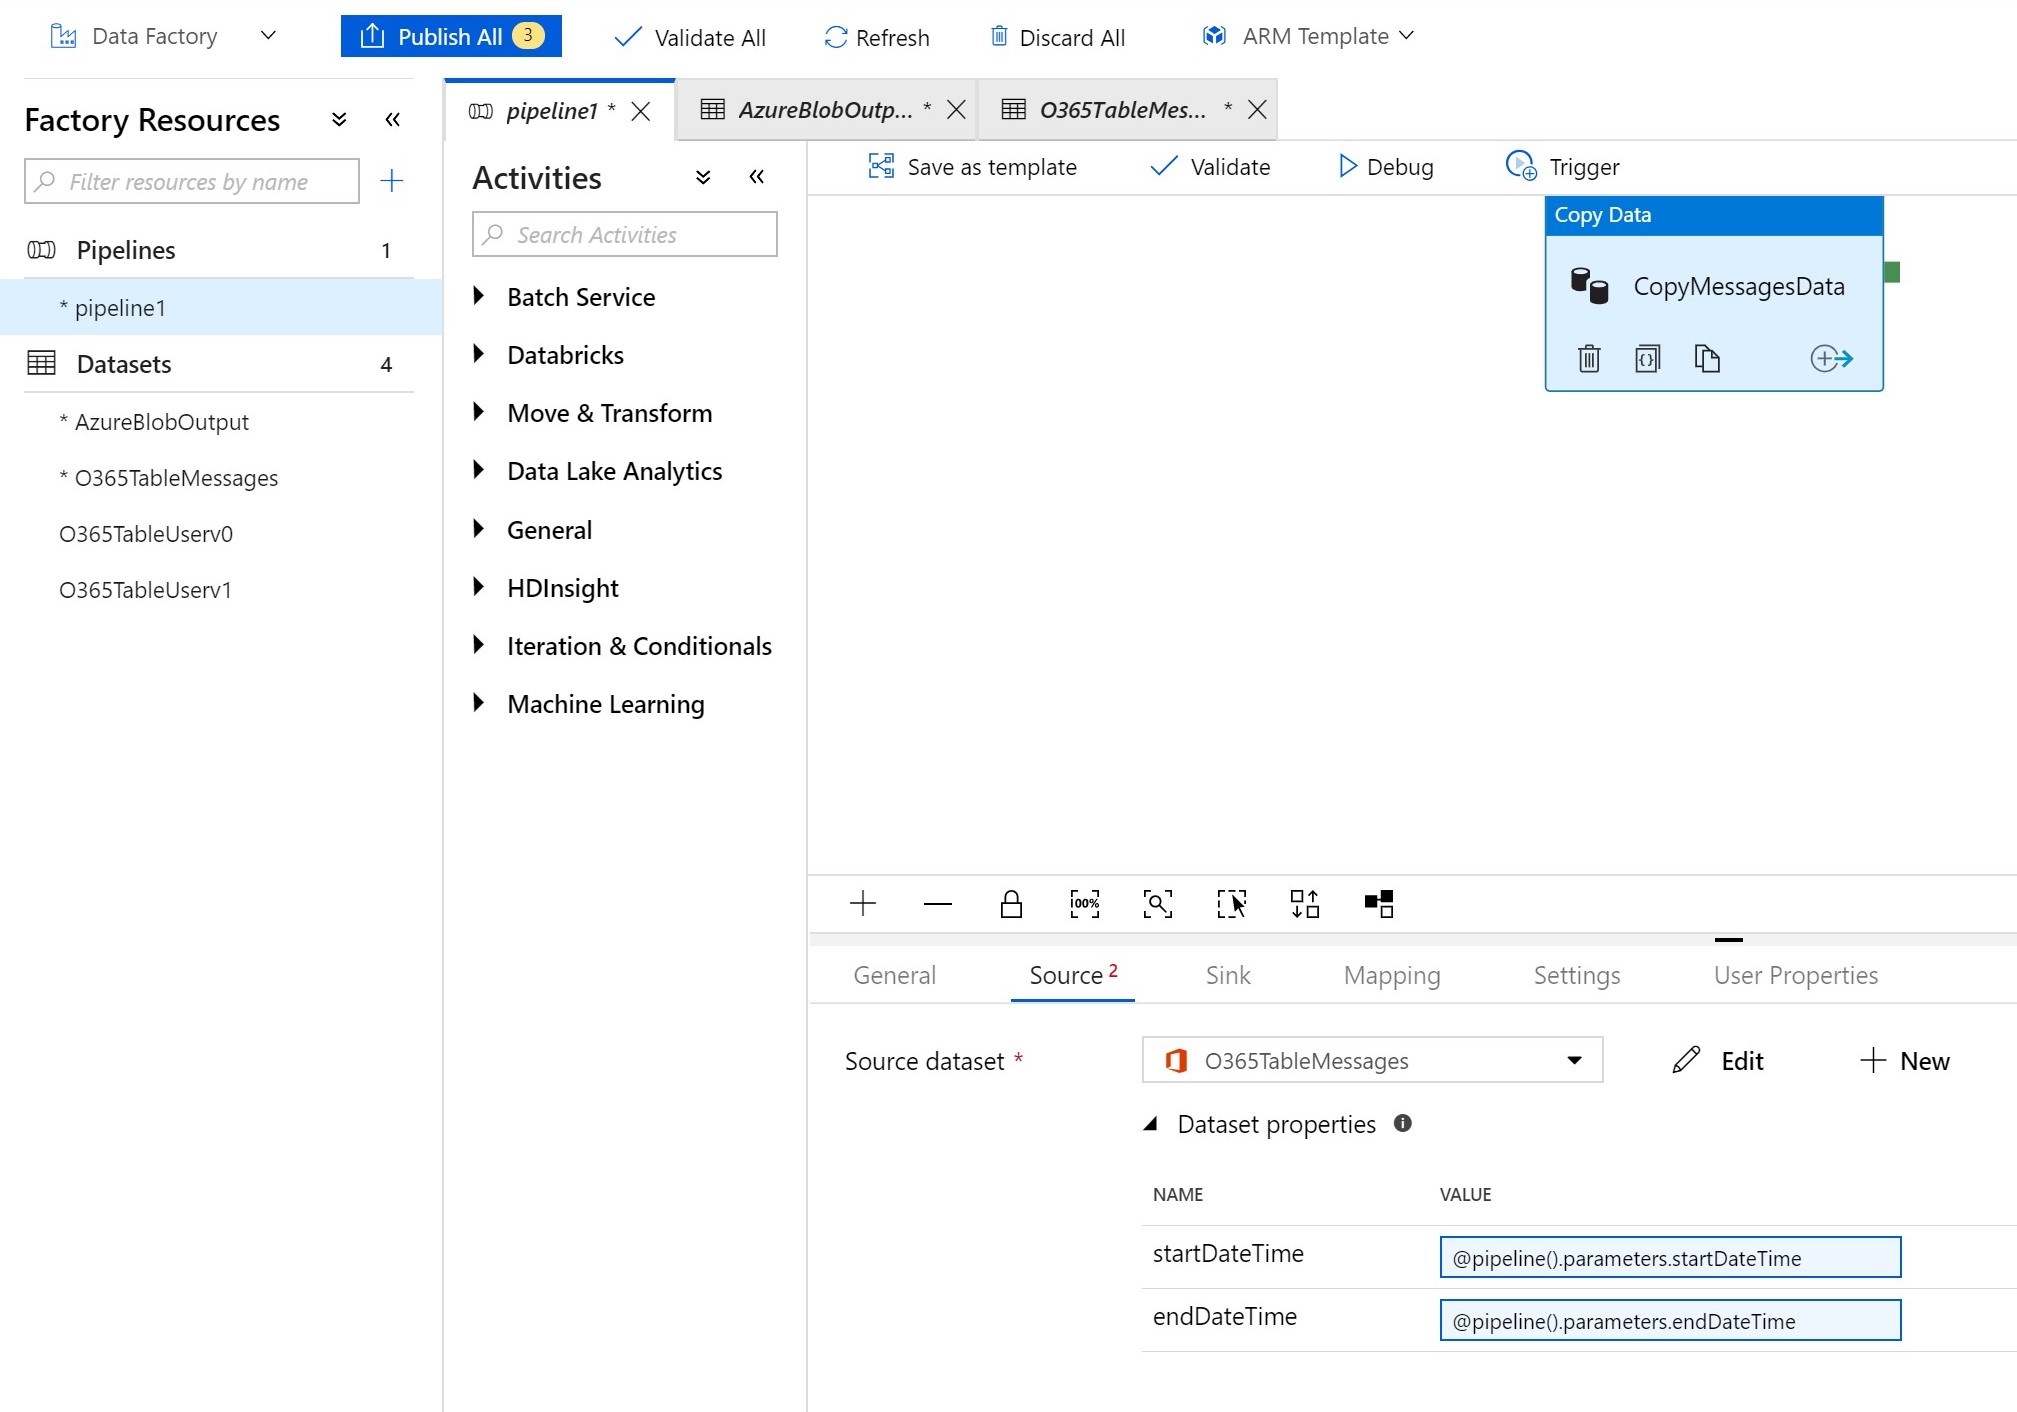 Data Factory
Publish All 3
Validate All
Refresh
Discard All
ARM Template
Factory Resources
Filter resources by name
Pipelines 1
* pipeline1
Datasets 4
* AzureBlobOutput
* O365TableMessages
O365TableUserv0
O365TableUserv1
pipeline1 *
AzureBlobOutp... *
O365TableMes... *
Activities
Search Activities
Batch Service
Databricks
Move & Transform
Data Lake Analytics
General
HDInsight
Iteration & Conditionals
Machine Learning
Save as template
Validate
Debug
Trigger
Copy Data
CopyMessagesData
General
Source 2
Sink
Mapping
Settings
User Properties
Source dataset *
O365TableMessages
Edit
New
Dataset properties
NAME VALUE
startDateTime @pipeline().parameters.startDateTime
endDateTime @pipeline().parameters.endDateTime